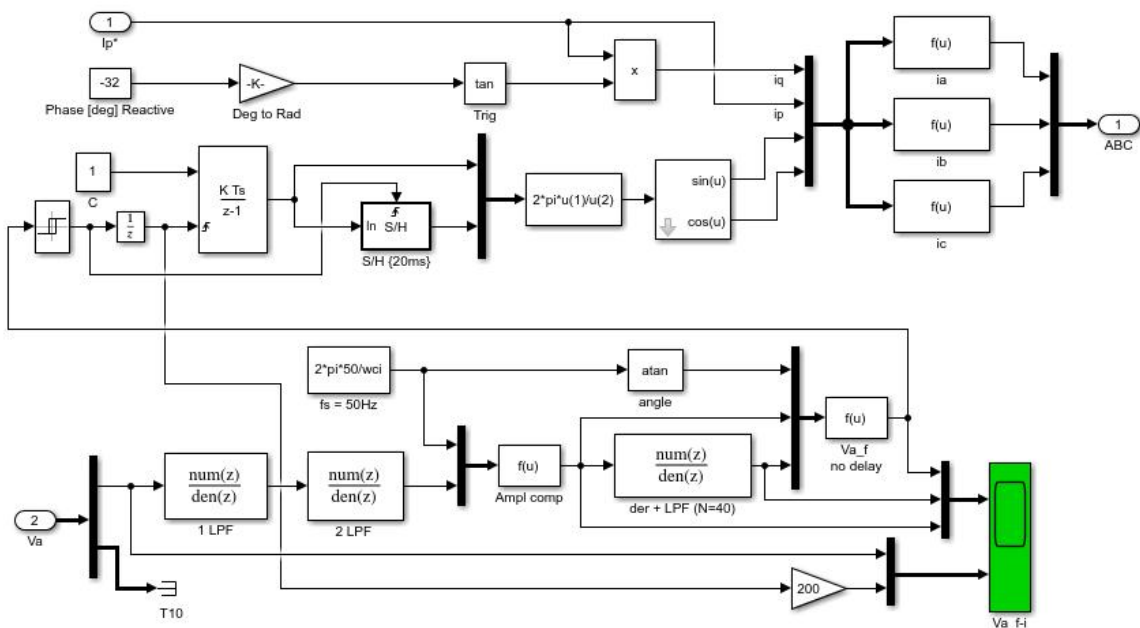 1
Ip*
-32
Phase [deg] Reactive
-K-
Deg to Rad
tan
Trig
x
iq
ip
f(u)
ia
f(u)
ib
f(u)
ic
1
ABC
1
C
K Ts
z-1
1
z
In
S/H
S/H {20ms}
2*pi*u(1)/u(2)
sin(u)
cos(u)
2*pi*50/wci
fs = 50Hz
atan
angle
f(u)
Va_f
no delay
2
Va
num(z)
den(z)
1 LPF
num(z)
den(z)
2 LPF
f(u)
Ampl comp
num(z)
den(z)
der + LPF (N=40)
T10
200
Va_f-i